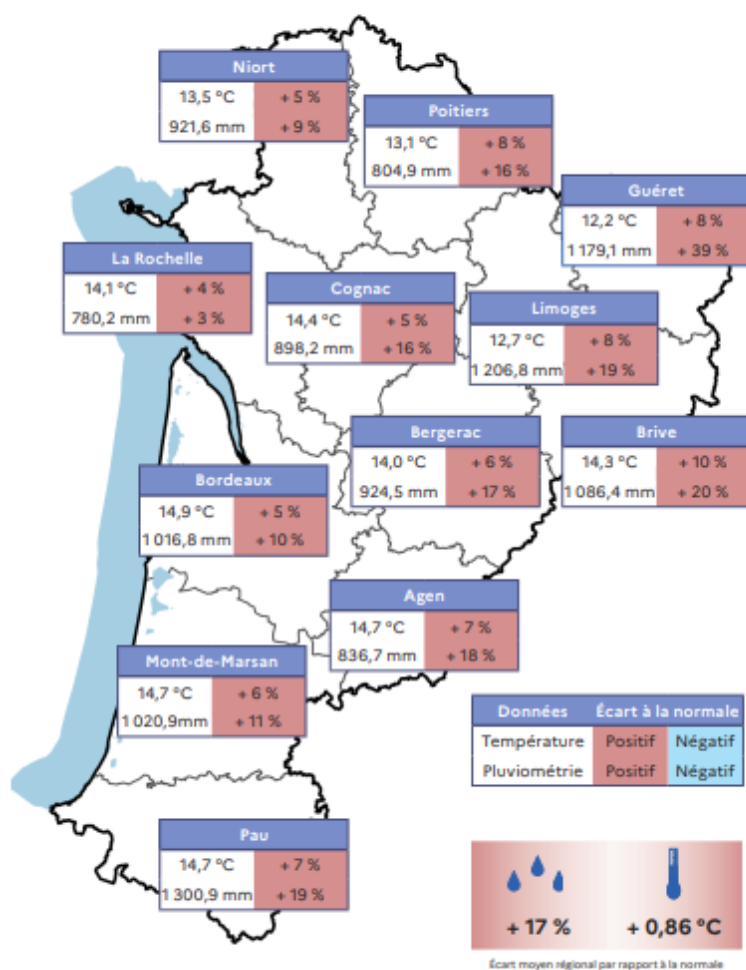 Niort
13,5 °C + 5 %
921,6 mm + 9 %
Poitiers
13,1 °C + 8 %
804,9 mm + 16 %
Guéret
12,2 °C + 8 %
1 179,1 mm + 39 %
La Rochelle
14,1 °C + 4 %
780,2 mm + 3 %
Cognac
14,4 °C + 5 %
898,2 mm + 16 %
Limoges
12,7 °C + 8 %
1 206,8 mm + 19 %
Bergerac
14,0 °C + 6 %
924,5 mm + 17 %
Brive
14,3 °C + 10 %
1 086,4 mm + 20 %
Bordeaux
14,9 °C + 5 %
1 016,8 mm + 10 %
Agen
14,7 °C + 7 %
836,7 mm + 18 %
Mont-de-Marsan
14,7 °C + 6 %
1 020,9mm + 11 %
Données Écart à la normale
Température Positif Négatif
Pluviométrie Positif Négatif
Pau
14,7 °C + 7 %
1 300,9 mm + 19 %
+ 17 % + 0,86 °C
Écart moyen régional par rapport à la normale